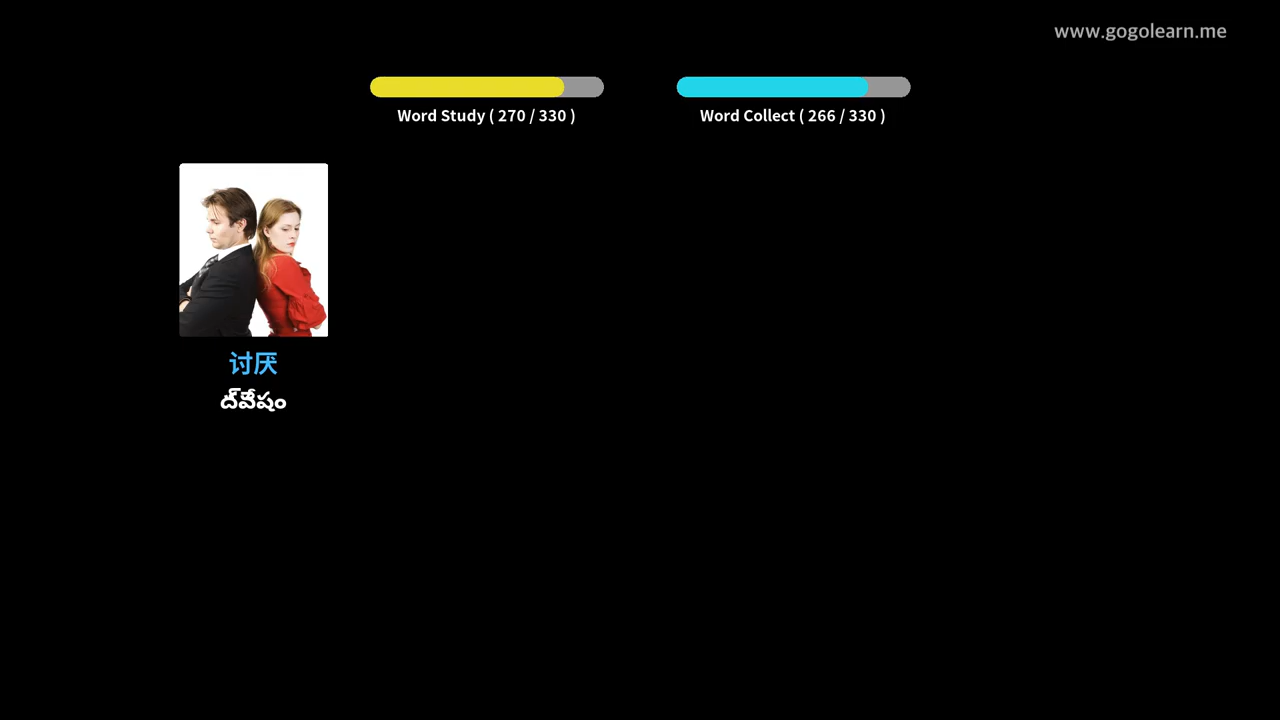 www.gogolearn.me
Word Study ( 270 / 330 )
Word Collect ( 266 / 330 )
讨厌
ద్వేషం